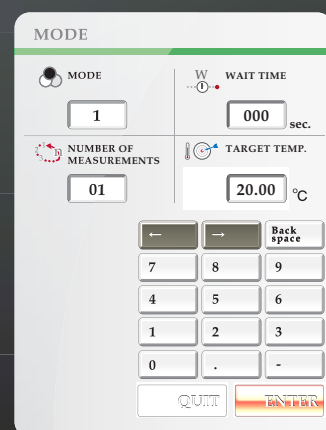 MODE
MODE
1
W
WAIT TIME
000 sec.
NUMBER OF
MEASUREMENTS
01
TARGET TEMP.
20.00 °C
← → Back
space
7 8 9
4 5 6
1 2 3
0 . -
QUIT ENTER